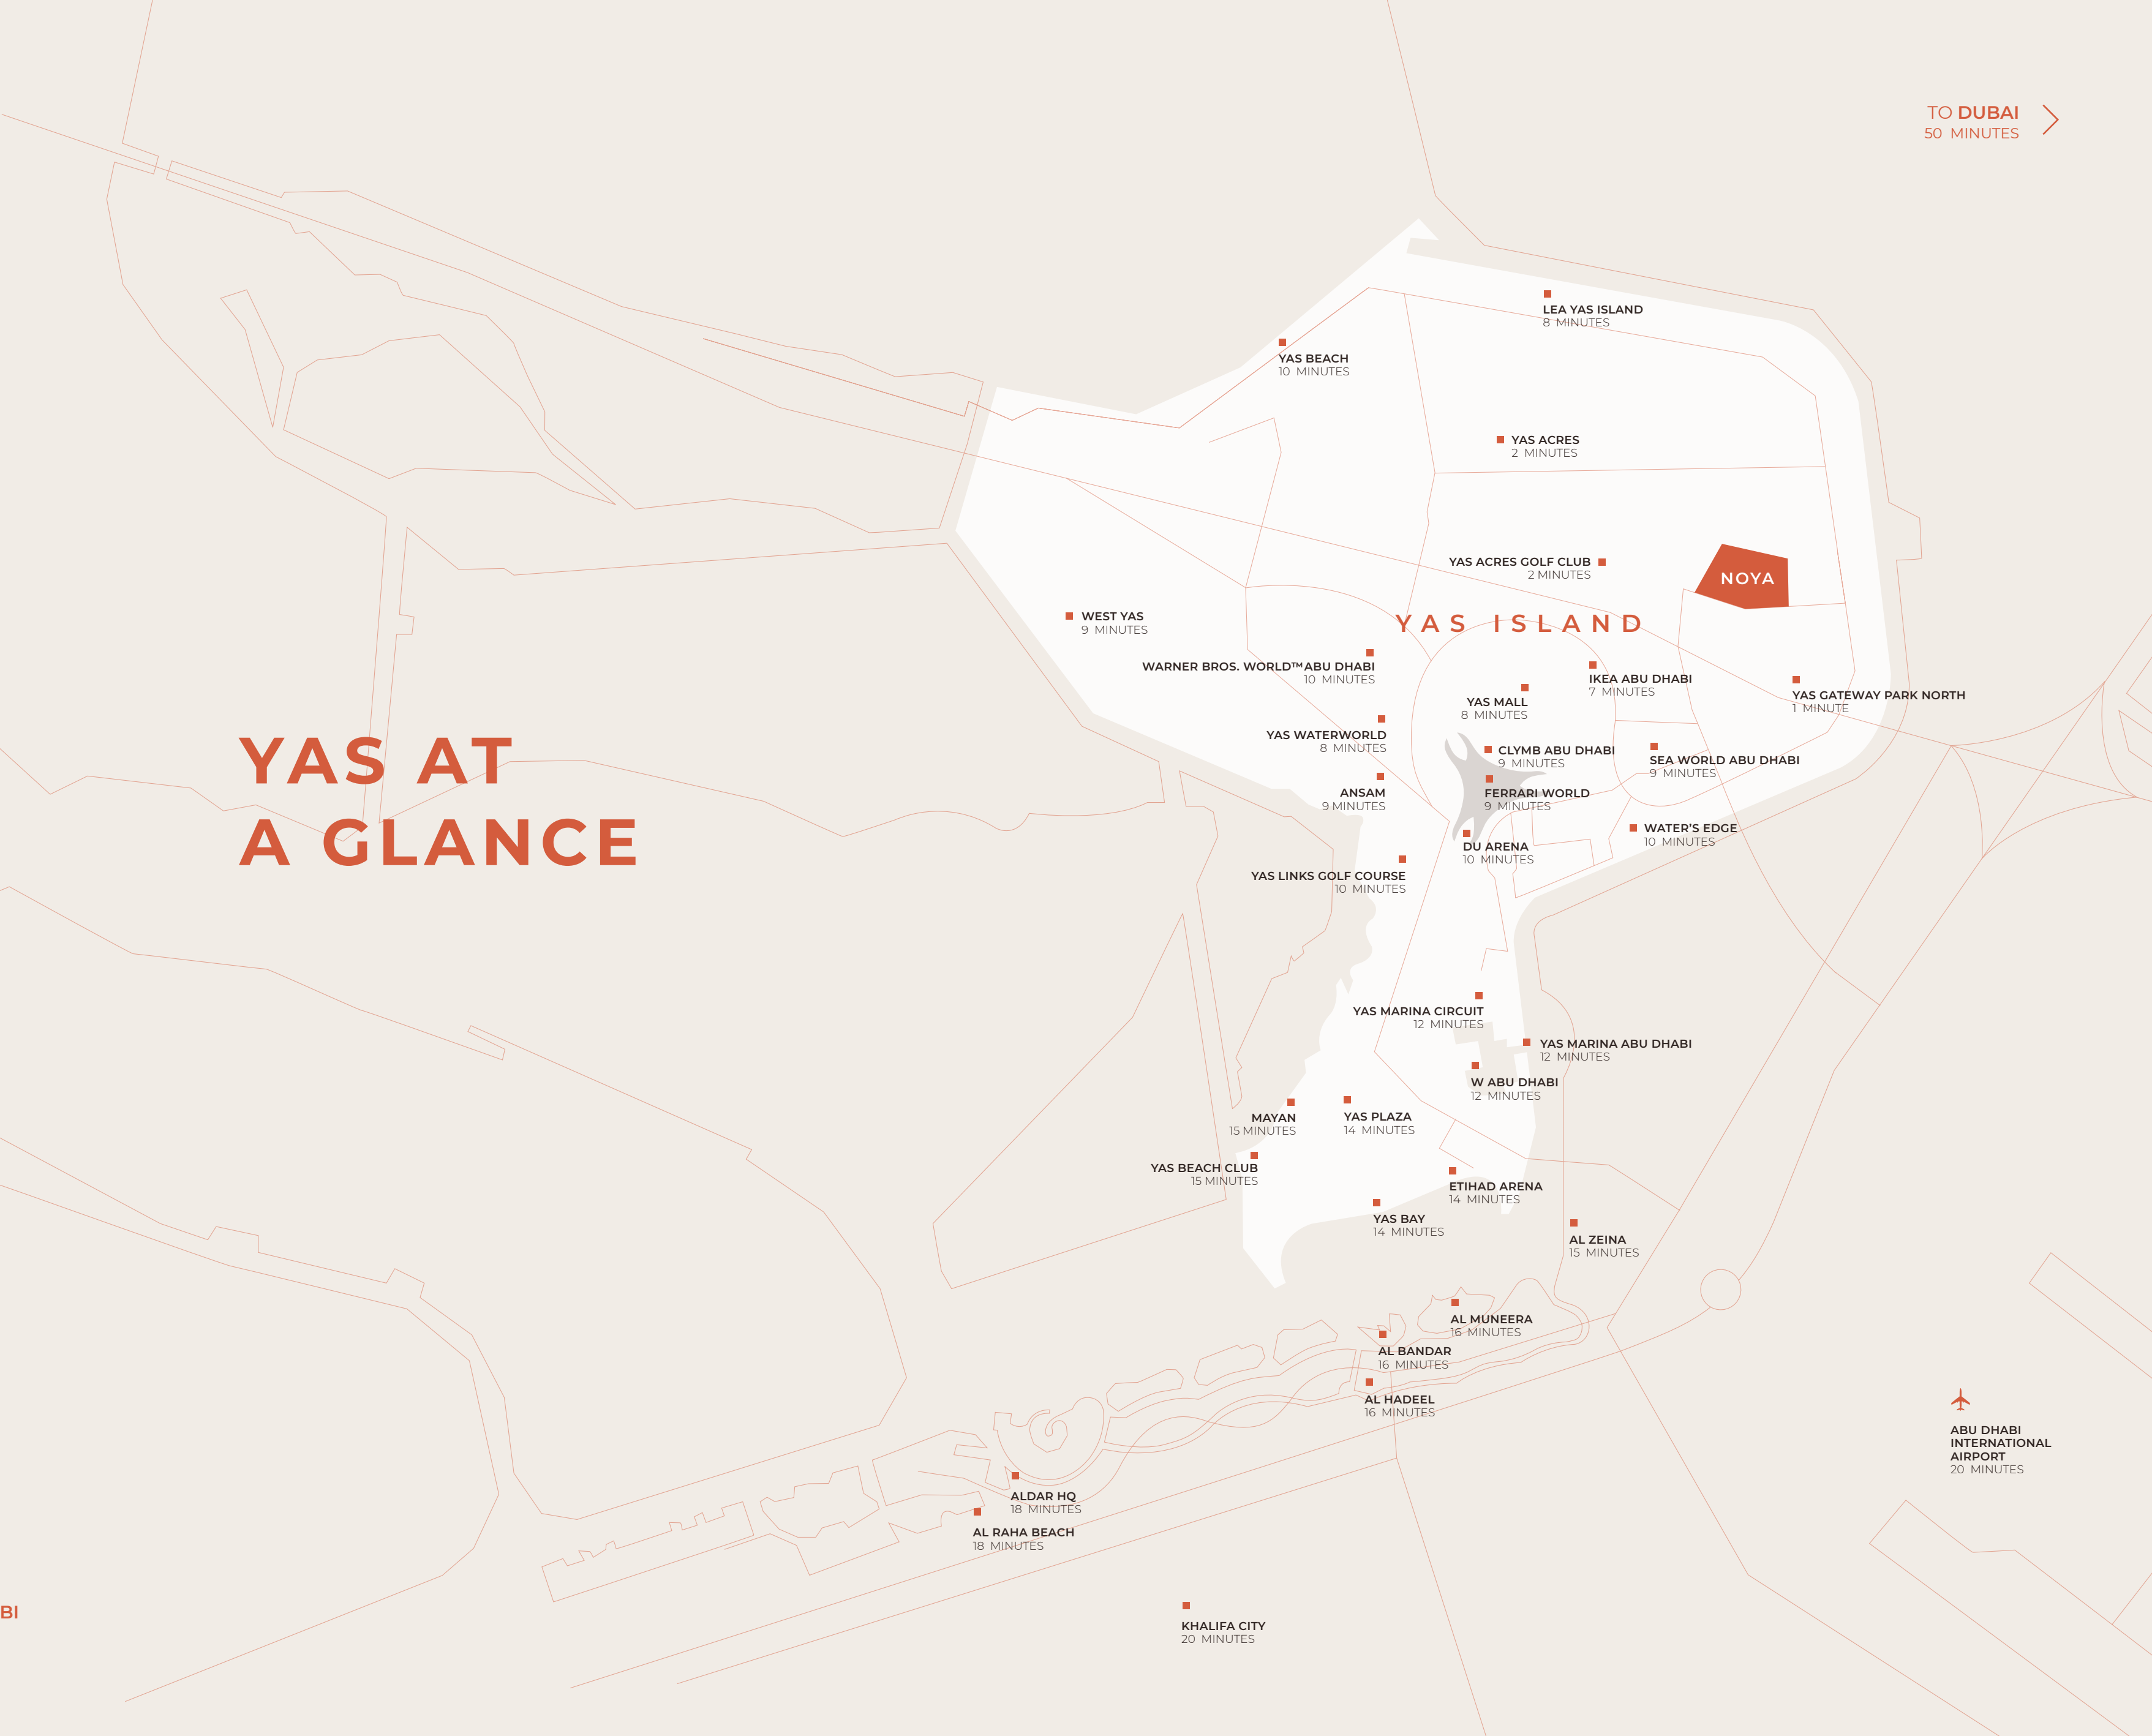 TO DUBAI
50 MINUTES
LEA YAS ISLAND
8 MINUTES
YAS BEACH
10 MINUTES
YAS ACRES
2 MINUTES
YAS ACRES GOLF CLUB
2 MINUTES
NOYA
YAS ISLAND
WEST YAS
9 MINUTES
WARNER BROS. WORLD™ ABU DHABI
10 MINUTES
IKEA ABU DHABI
7 MINUTES
YAS MALL
8 MINUTES
YAS GATEWAY PARK NORTH
1 MINUTE
YAS WATERWORLD
8 MINUTES
CLYMB ABU DHABI
9 MINUTES
SEA WORLD ABU DHABI
9 MINUTES
YAS AT
A GLANCE
ANSAM
9 MINUTES
FERRARI WORLD
9 MINUTES
WATER'S EDGE
10 MINUTES
DU ARENA
10 MINUTES
YAS LINKS GOLF COURSE
10 MINUTES
YAS MARINA CIRCUIT
12 MINUTES
YAS MARINA ABU DHABI
12 MINUTES
W ABU DHABI
12 MINUTES
MAYAN
15 MINUTES
YAS PLAZA
14 MINUTES
YAS BEACH CLUB
15 MINUTES
ETIHAD ARENA
14 MINUTES
YAS BAY
14 MINUTES
AL ZEINA
15 MINUTES
AL MUNEERA
16 MINUTES
AL BANDAR
16 MINUTES
AL HADEEL
16 MINUTES
ABU DHABI
INTERNATIONAL
AIRPORT
20 MINUTES
ALDAR HQ
18 MINUTES
AL RAHA BEACH
18 MINUTES
BI
KHALIFA CITY
20 MINUTES